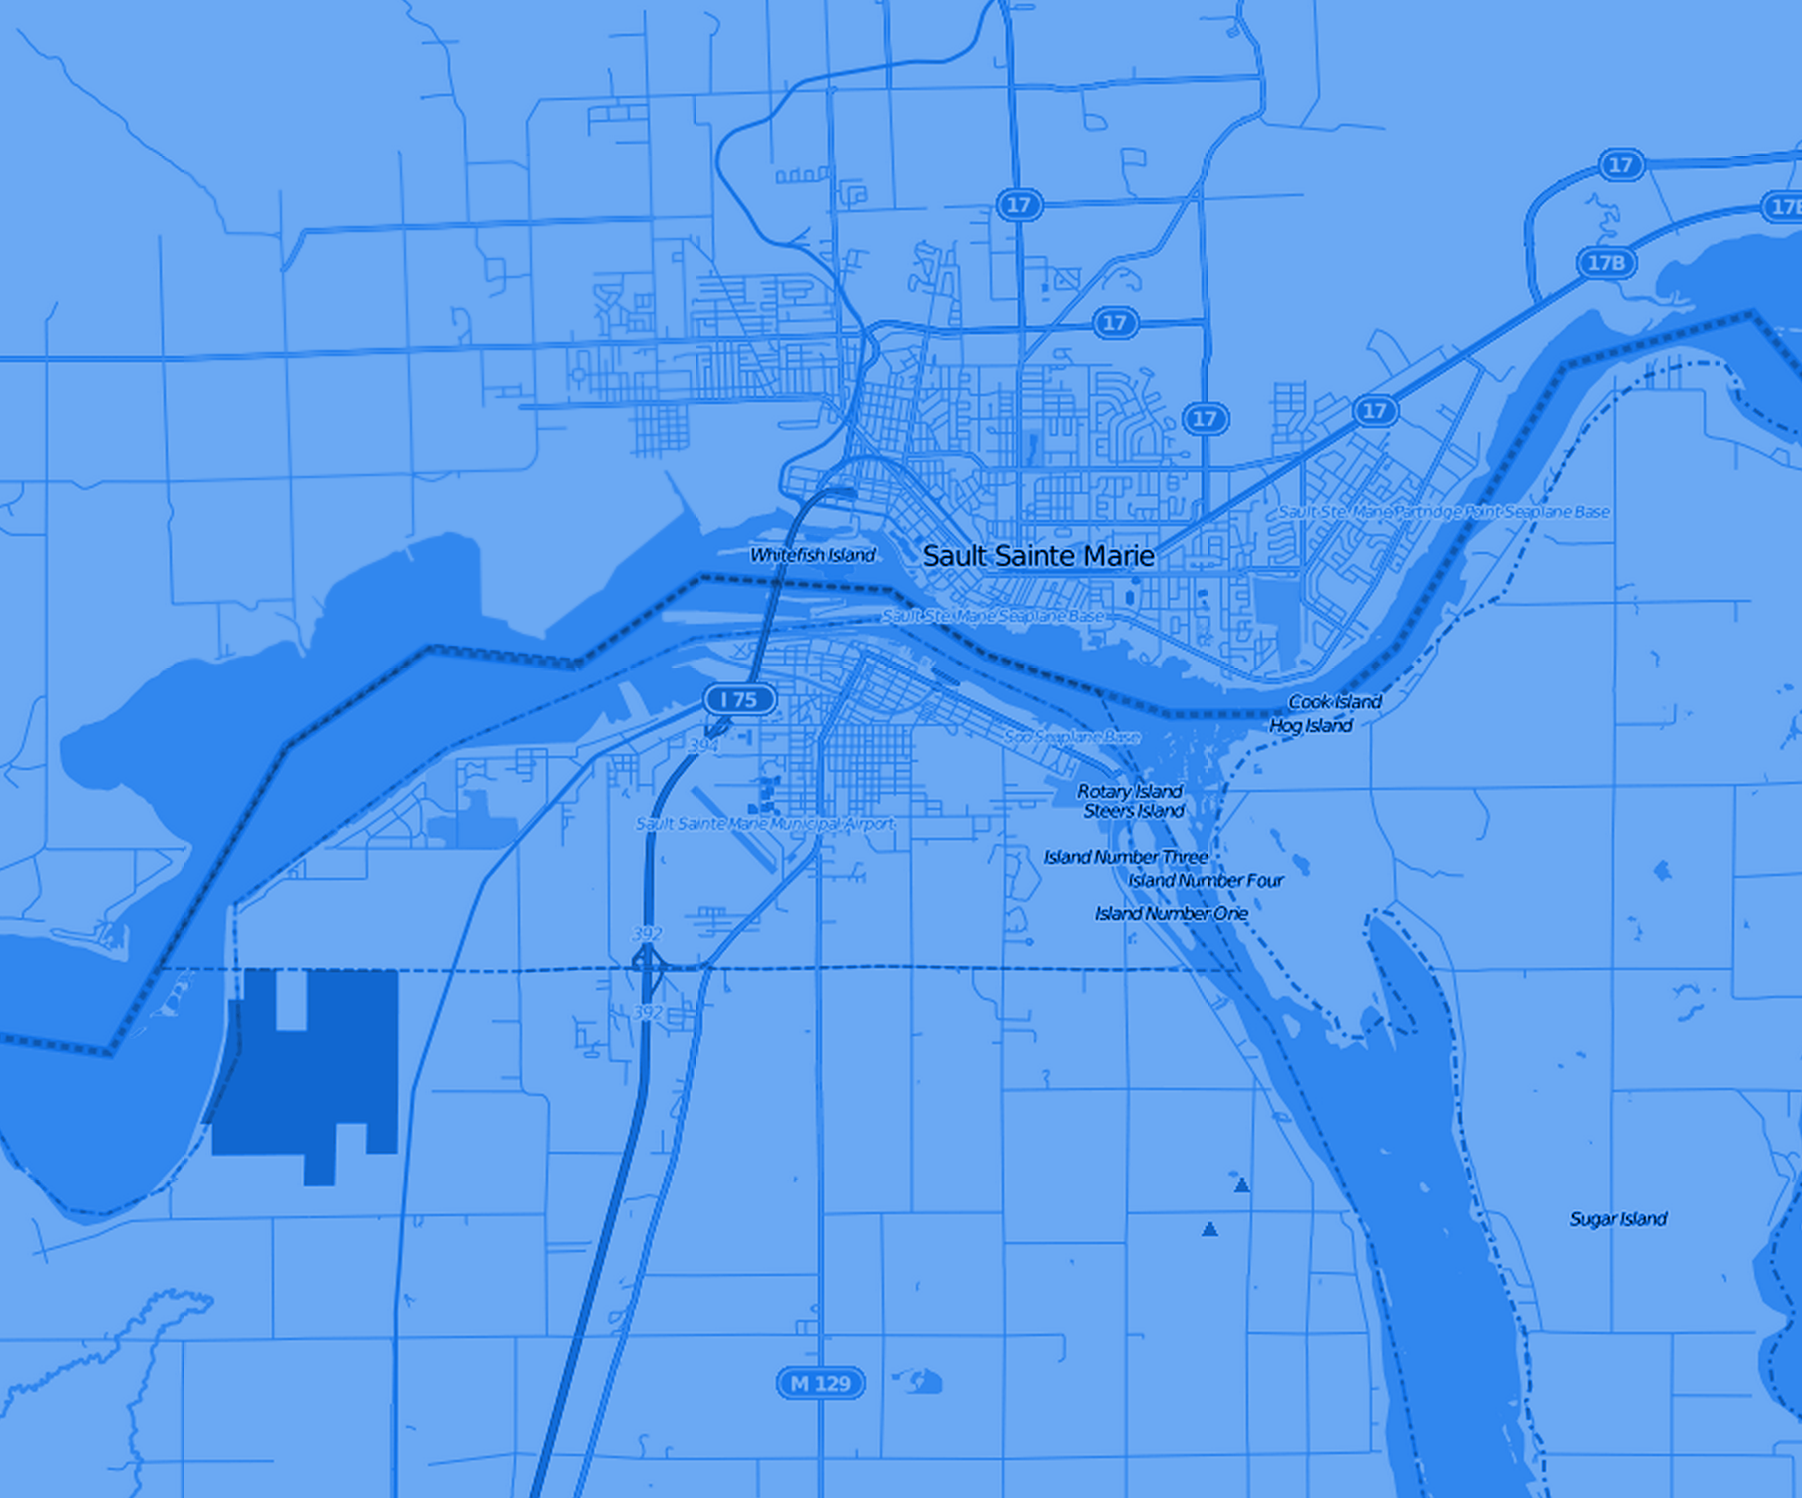 17
17B
17
17B
17
17
17
Sault Ste. Marie Partridge Point Seaplane Base
Whitefish Island
Sault Sainte Marie
Sault Ste. Marie Seaplane Base
I 75
Cook Island
Hog Island
394
Soo Seaplane Base
Rotary Island
Steers Island
Sault Sainte Marie Municipal Airport
Island Number Three
Island Number Four
Island Number One
392
392
Sugar Island
M 129